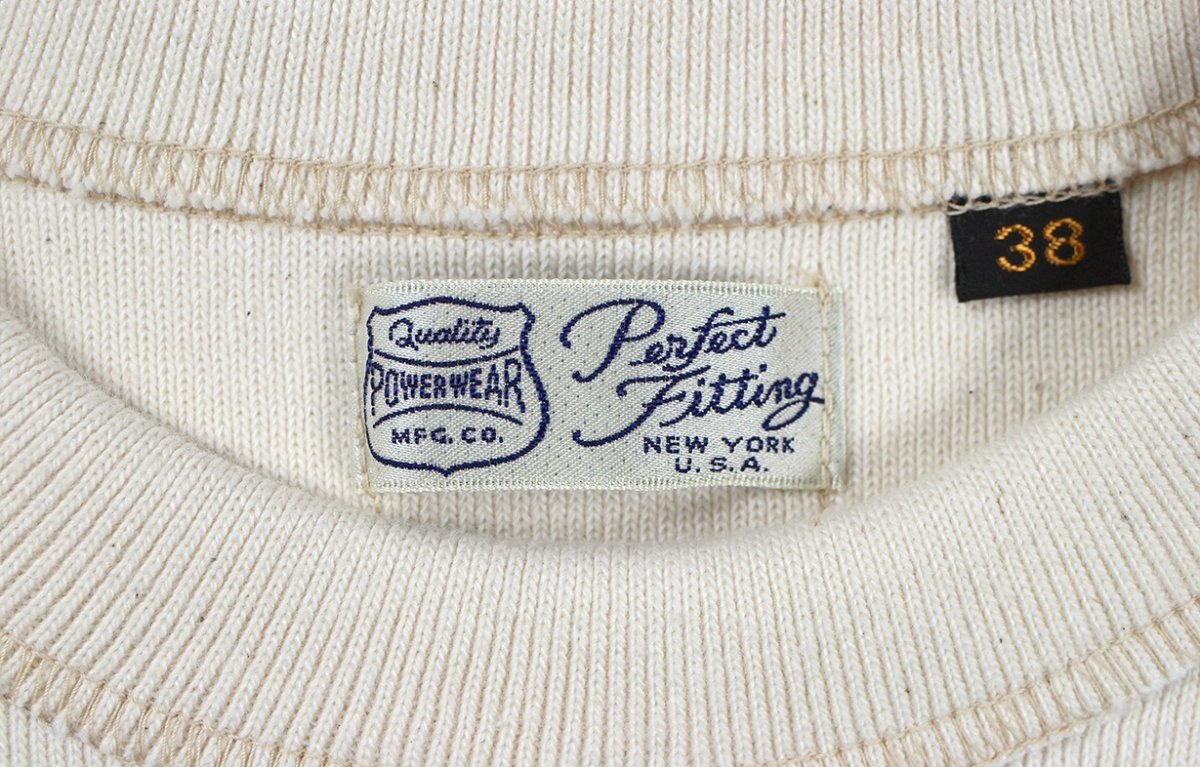 Quality
POWERWEAR
MFG. CO.
Perfect
Fitting
NEW YORK
U.S.A.
38